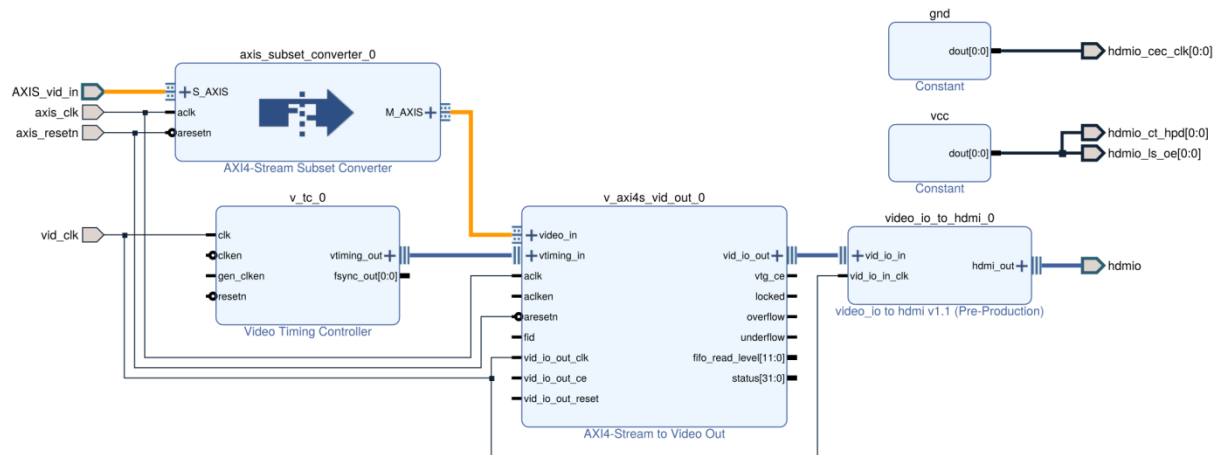 gnd
dout[0:0]
hdmio_cec_clk[0:0]
Constant
axis_subset_converter_0
AXIS_vid_in
S_AXIS
axis_clk
aclk
M_AXIS
axis_resetn
aresetn
AXI4-Stream Subset Converter
vcc
dout[0:0]
hdmio_ct_hpd[0:0]
hdmio_ls_oe[0:0]
Constant
v_tc_0
vid_clk
clk
clken
vtiming_out
gen_clken
fsync_out[0:0]
resetn
Video Timing Controller
v_axi4s_vid_out_0
video_in
vtiming_in
vid_io_out
aclk
vtg_ce
aclken
locked
aresetn
overflow
fid
underflow
vid_io_out_clk
fifo_read_level[11:0]
vid_io_out_ce
status[31:0]
vid_io_out_reset
AXI4-Stream to Video Out
video_io_to_hdmi_0
vid_io_in
vid_io_in_clk
hdmi_out
hdmio
video_io to hdmi v1.1 (Pre-Production)